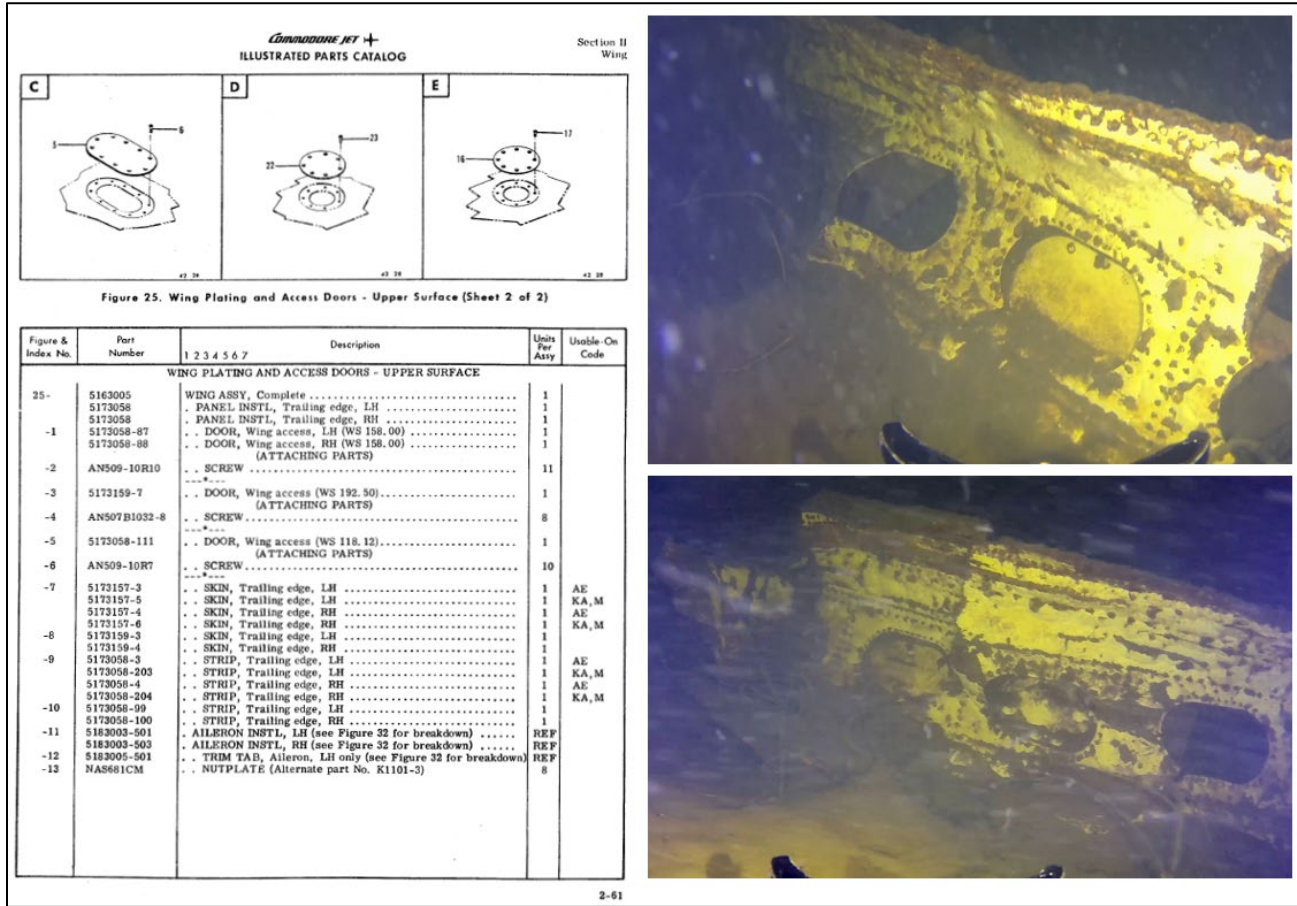 COMMODORE JET
ILLUSTRATED PARTS CATALOG
Section II
Wing
C
D
E
5
6
22
23
16
17
42 29
42 28
42 28
Figure 25. Wing Plating and Access Doors - Upper Surface (Sheet 2 of 2)
Figure & Index No. Part Number Description 1 2 3 4 5 6 7 Units Per Assy Usable-On Code
WING PLATING AND ACCESS DOORS - UPPER SURFACE
25- 5163005 WING ASSY, Complete 1
5173058 . PANEL INSTL, Trailing edge, LH 1
5173058 . PANEL INSTL, Trailing edge, RH 1
-1 5173058-87 . . DOOR, Wing access, LH (WS 158.00) 1
5173058-88 . . DOOR, Wing access, RH (WS 158.00) 1
(ATTACHING PARTS)
-2 AN509-10R10 . . SCREW 11
---*---
-3 5173159-7 . . DOOR, Wing access (WS 192.50) 1
(ATTACHING PARTS)
-4 AN507B1032-8 . . SCREW 8
---*---
-5 5173058-111 . . DOOR, Wing access (WS 118.12) 1
(ATTACHING PARTS)
-6 AN509-10R7 . . SCREW 10
---*---
-7 5173157-3 . . SKIN, Trailing edge, LH 1 AE
5173157-5 . . SKIN, Trailing edge, LH 1 KA,M
5173157-4 . . SKIN, Trailing edge, RH 1 AE
5173157-6 . . SKIN, Trailing edge, RH 1 KA,M
-8 5173159-3 . . SKIN, Trailing edge, LH 1
5173159-4 . . SKIN, Trailing edge, RH 1
-9 5173058-3 . . STRIP, Trailing edge, LH 1 AE
5173058-203 . . STRIP, Trailing edge, LH 1 KA,M
5173058-4 . . STRIP, Trailing edge, RH 1 AE
5173058-204 . . STRIP, Trailing edge, RH 1 KA,M
-10 5173058-99 . . STRIP, Trailing edge, LH 1
5173058-100 . . STRIP, Trailing edge, RH 1
-11 5183003-501 . AILERON INSTL, LH (see Figure 32 for breakdown) REF
5183003-503 . AILERON INSTL, RH (see Figure 32 for breakdown) REF
-12 5183005-501 . . TRIM TAB, Aileron, LH only (see Figure 32 for breakdown) REF
-13 NAS681CM . . NUTPLATE (Alternate part No. K1101-3) 8
2-61